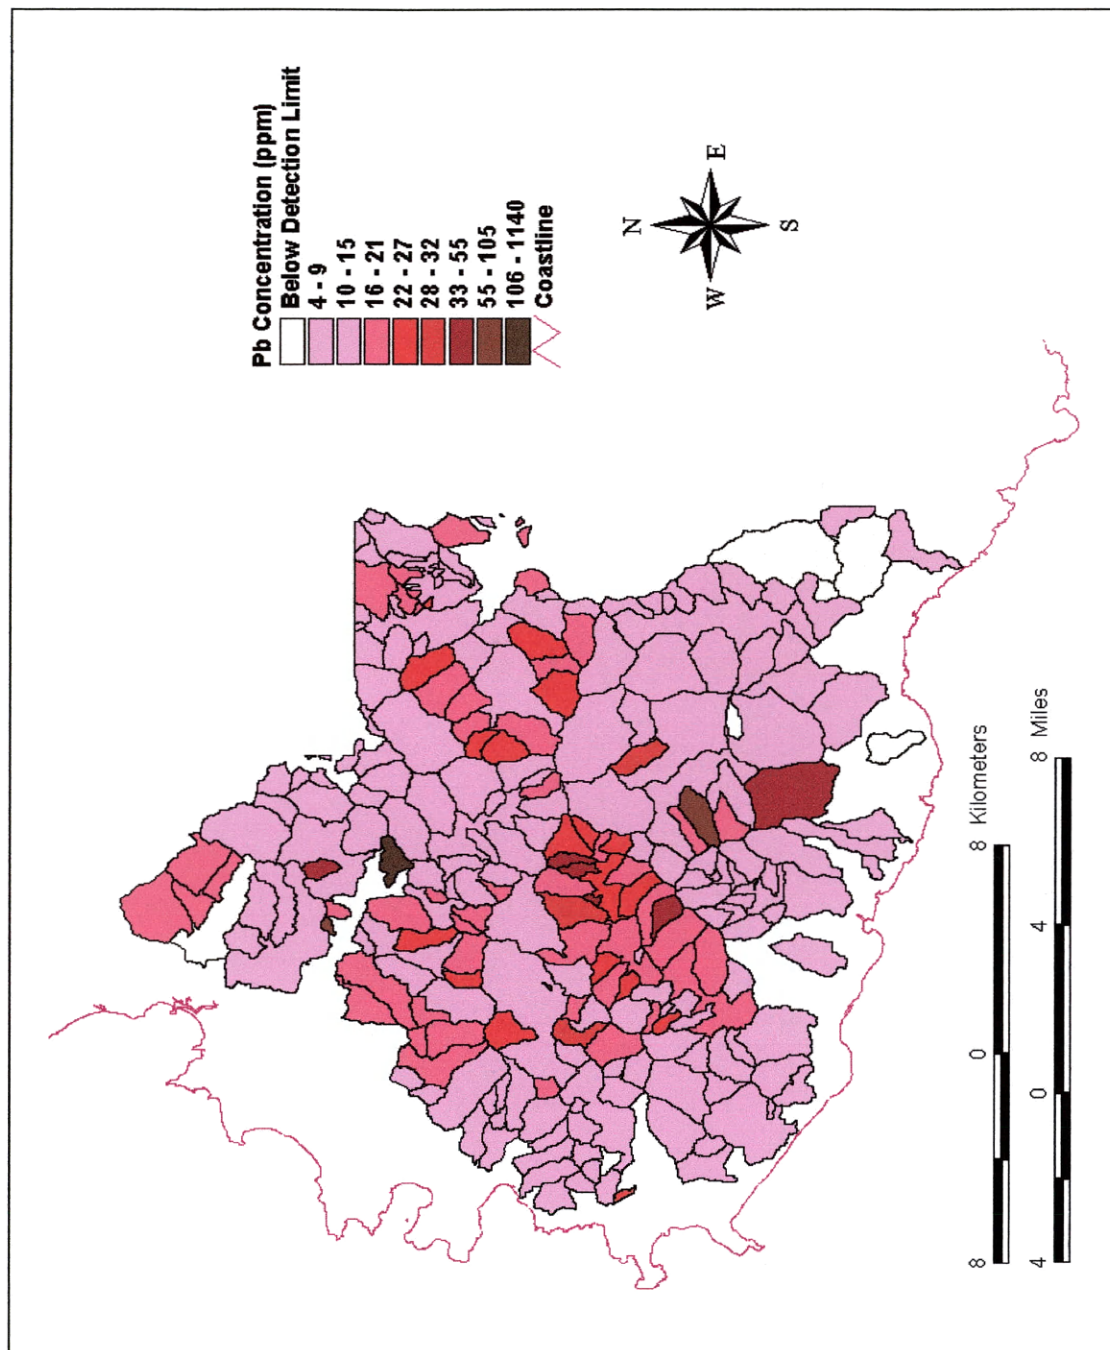 Pb Concentration (ppm)
Below Detection Limit
4 - 9
10 - 15
16 - 21
22 - 27
28 - 32
33 - 55
55 - 105
106 - 1140
Coastline
N
W
E
S
8 0 8 Kilometers
4 0 4 8 Miles